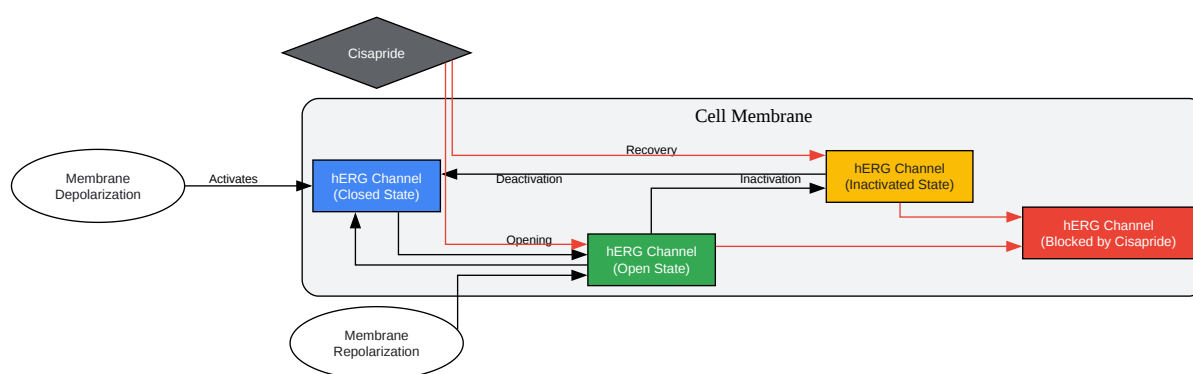 Cisapride
Cell Membrane
Membrane
Depolarization
Activates
hERG Channel
(Closed State)
Recovery
Deactivation
Inactivation
hERG Channel
(Inactivated State)
hERG Channel
(Blocked by Cisapride)
Opening
hERG Channel
(Open State)
Membrane
Repolarization